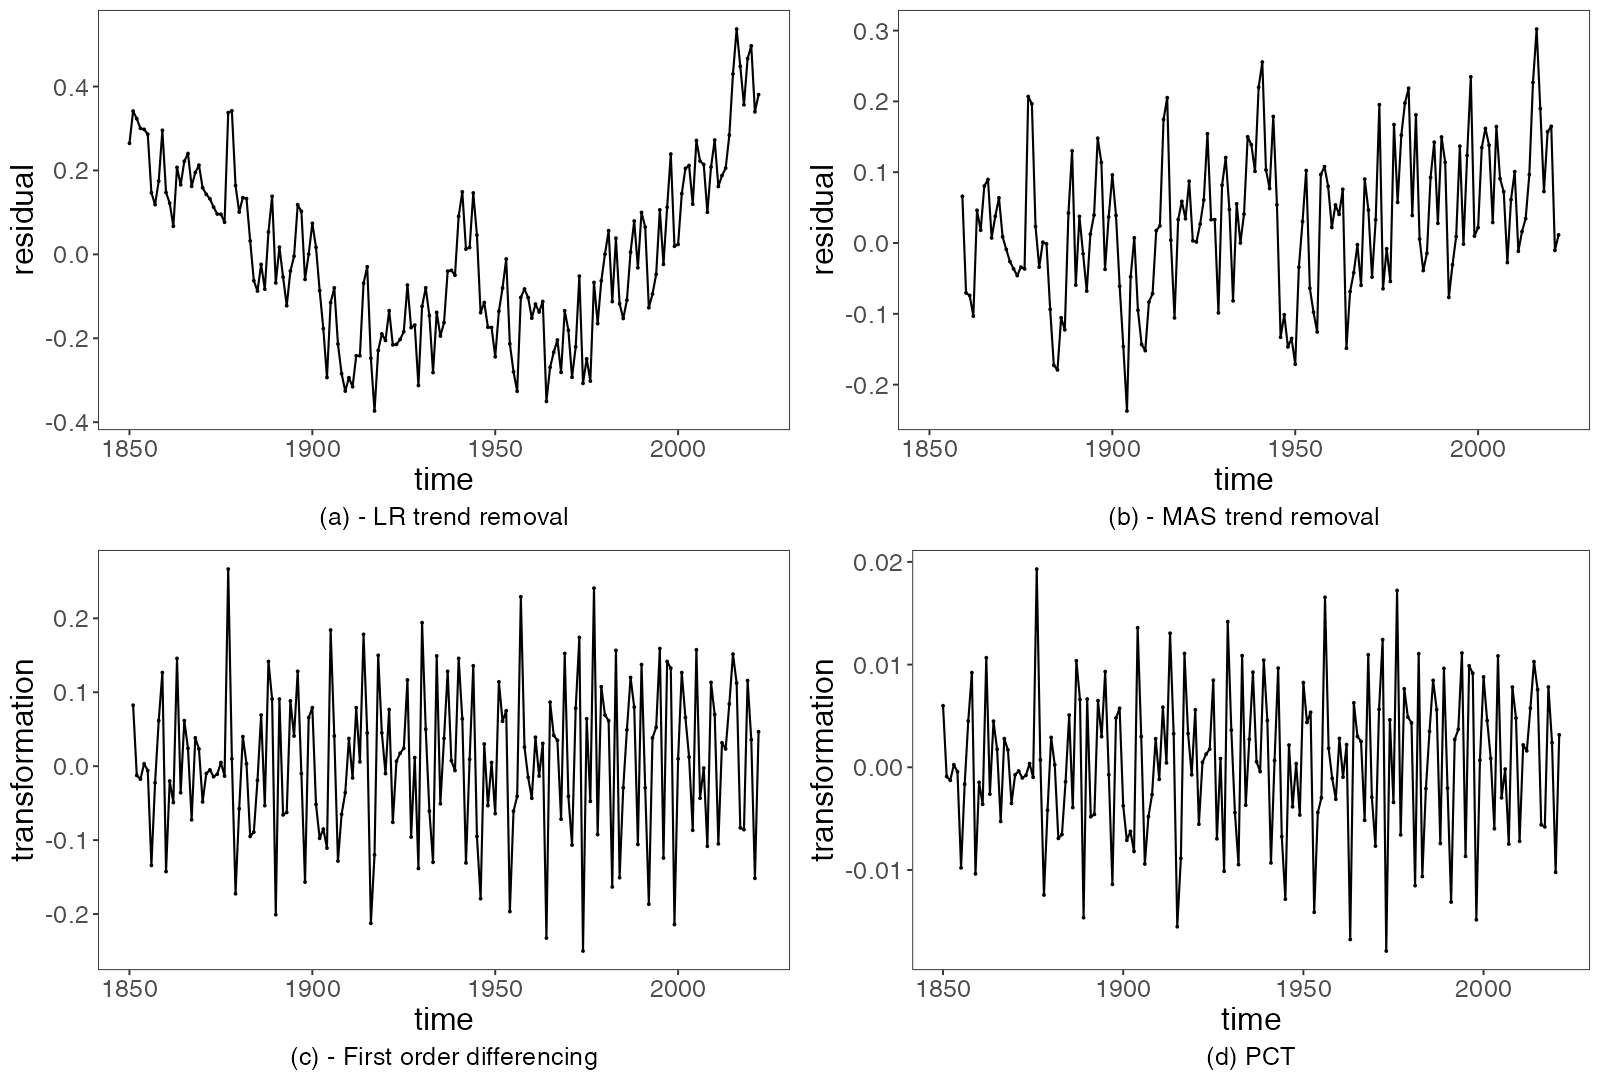 0.4
0.2
0.0
-0.2
-0.4
residual
1850 1900 1950 2000
time
(a) - LR trend removal
0.3
0.2
0.1
0.0
-0.1
-0.2
residual
1850 1900 1950 2000
time
(b) - MAS trend removal
0.2
0.1
0.0
-0.1
-0.2
transformation
1850 1900 1950 2000
time
(c) - First order differencing
0.02
0.01
0.00
-0.01
transformation
1850 1900 1950 2000
time
(d) PCT